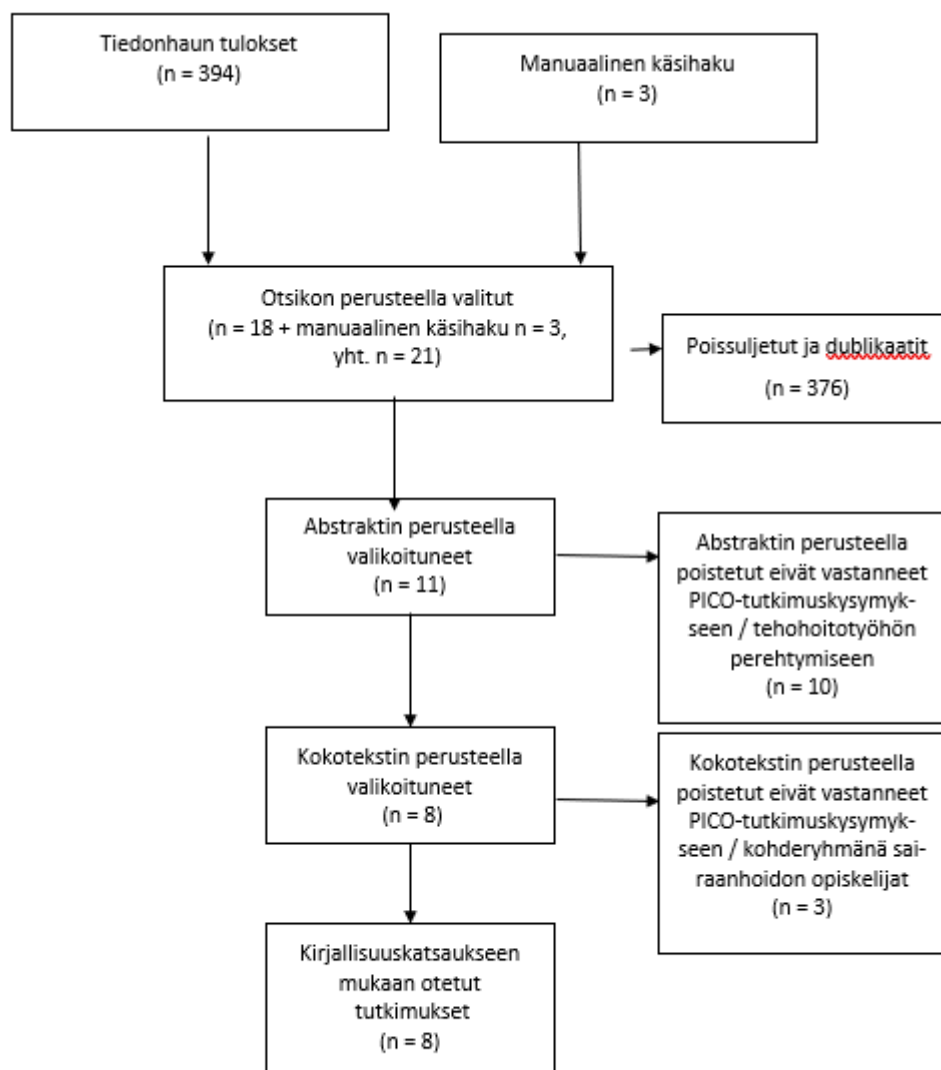 Tiedonhaun tulokset
(n = 394)
Manuaalinen käsihaku
(n = 3)
Otsikon perusteella valitut
(n = 18 + manuaalinen käsihaku n = 3,
yht. n = 21)
Poissuljetut ja dublikaatit
(n = 376)
Abstraktin perusteella
valikoituneet
(n = 11)
Abstraktin perusteella
poistetut eivät vastanneet
PICO-tutkimuskysymyk-
seen / tehohoitotyöhön
perehtymiseen
(n = 10)
Kokotekstin perusteella
valikoituneet
(n = 8)
Kokotekstin perusteella
poistetut eivät vastanneet
PICO-tutkimuskysymyk-
seen / kohderyhmänä sai-
raanhoidon opiskelijat
(n = 3)
Kirjallisuuskatsaukseen
mukaan otetut
tutkimukset
(n = 8)